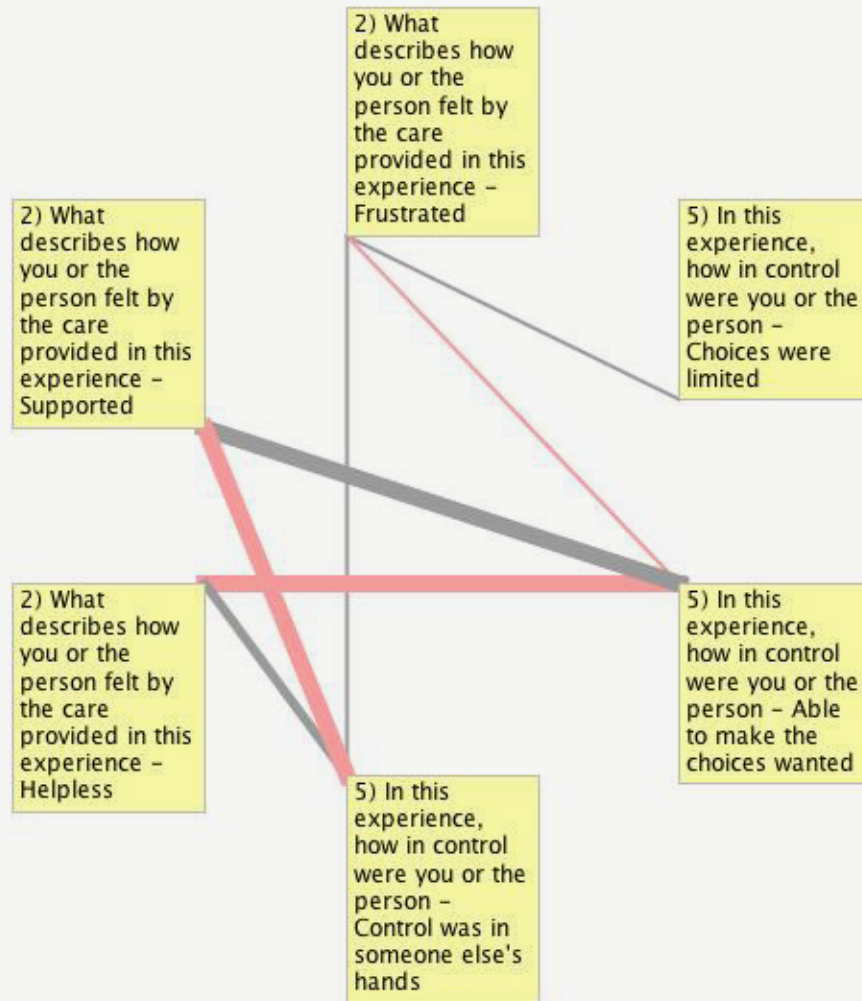 2) What
describes how
you or the
person felt by
the care
provided in this
experience –
Frustrated
2) What
describes how
you or the
person felt by
the care
provided in this
experience –
Supported
5) In this
experience,
how in control
were you or the
person –
Choices were
limited
2) What
describes how
you or the
person felt by
the care
provided in this
experience –
Helpless
5) In this
experience,
how in control
were you or the
person – Able
to make the
choices wanted
5) In this
experience,
how in control
were you or the
person –
Control was in
someone else's
hands